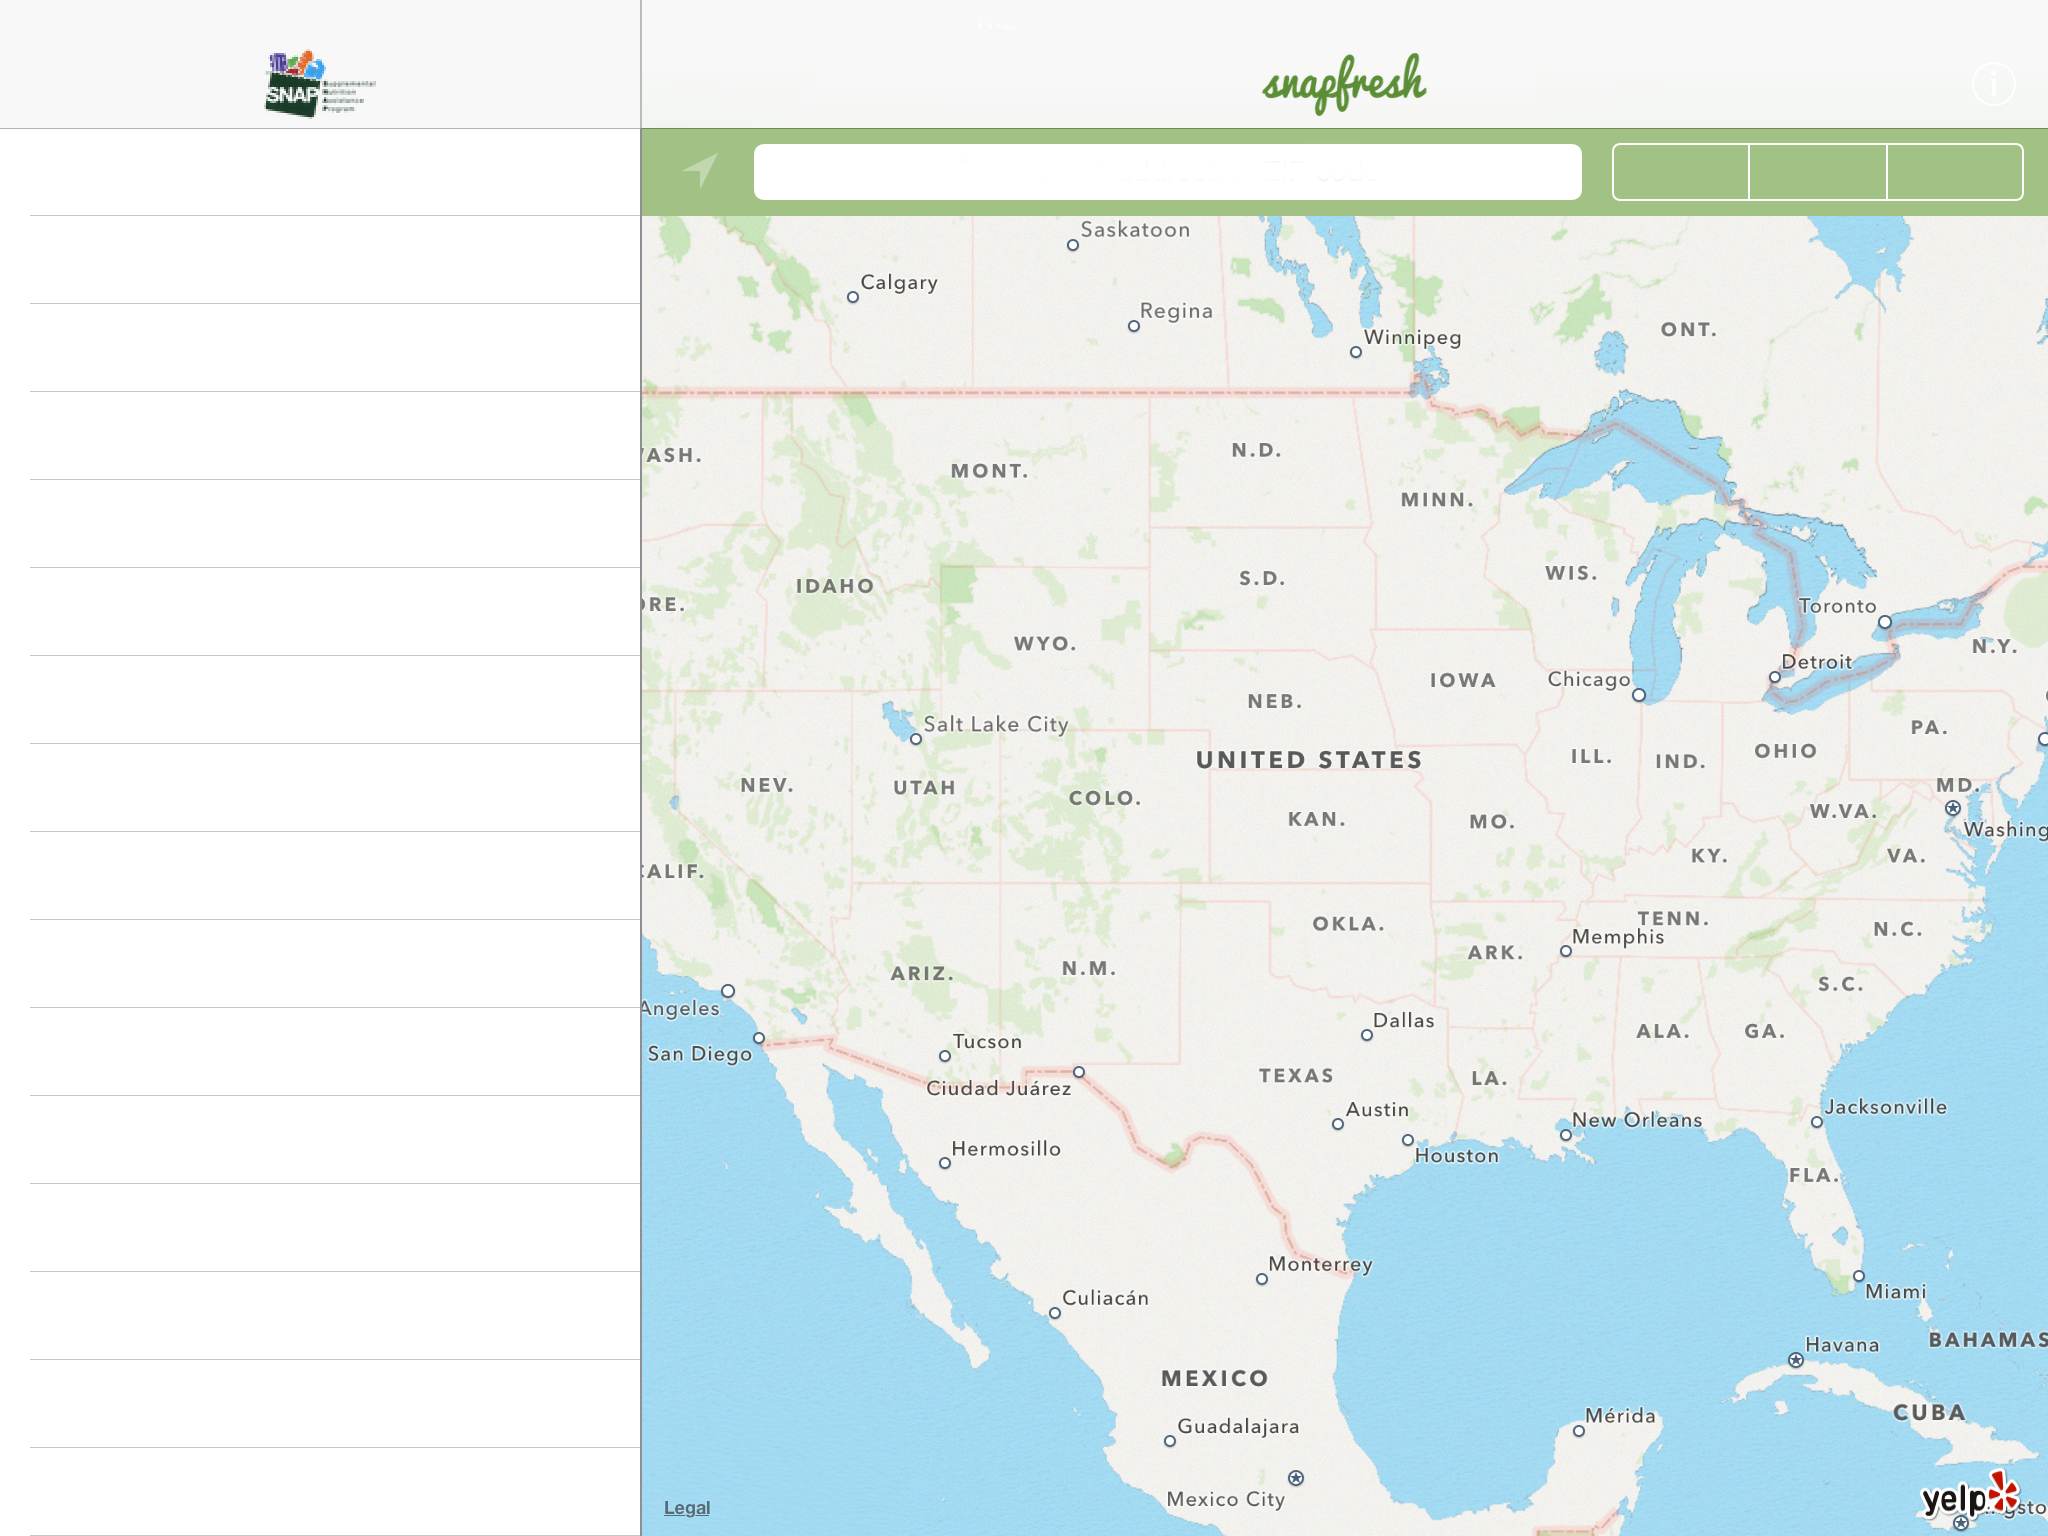 SNAP
Supplemental
Nutrition
Assistance
Program
snapfresh
i
Saskatoon
Calgary
Regina
Winnipeg
ONT.
ASH.
MONT.
N.D.
MINN.
IDAHO
RE.
S.D.
WIS.
Toronto
WYO.
N.Y.
Detroit
Chicago
IOWA
NEB.
Salt Lake City
PA.
UNITED STATES
ILL.
IND.
OHIO
NEV.
UTAH
COLO.
MD.
KAN.
MO.
W.VA.
Washing
CALIF.
KY.
VA.
OKLA.
TENN.
N.C.
Memphis
ARK.
ARIZ.
N.M.
S.C.
Angeles
Dallas
ALA.
GA.
San Diego
Tucson
TEXAS
LA.
Ciudad Juárez
Austin
Jacksonville
New Orleans
Hermosillo
Houston
FLA.
Monterrey
Culiacán
Miami
Havana
BAHAMAS
MEXICO
CUBA
Guadalajara
Mérida
Mexico City
Legal
yelp